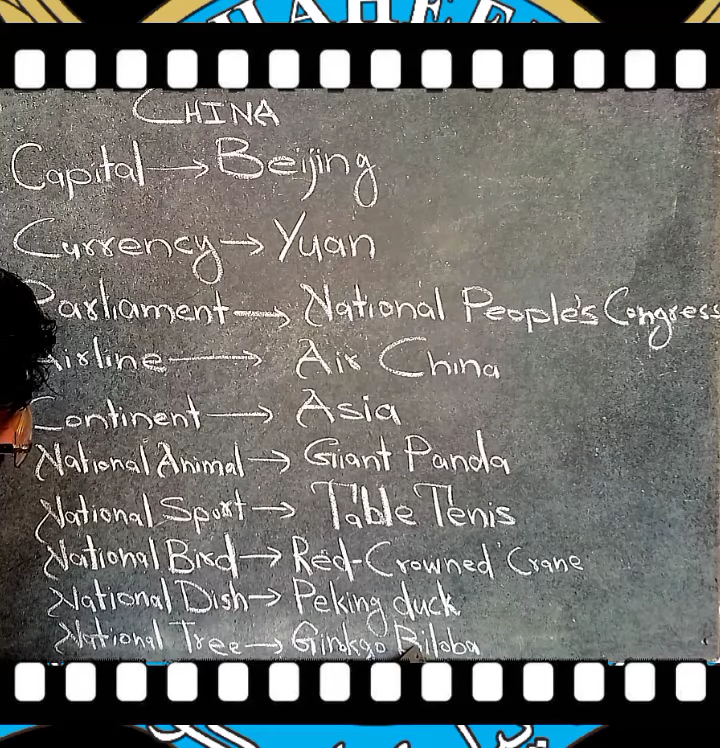 CHINA
Capital → Beijing
Currency → Yuan
Parliament → National People's Congress
Airline → Air China
Continent → Asia
National Animal → Giant Panda
National Sport → Table Tenis
National Bird → Red-Crowned Crane
National Dish → Peking duck
National Tree → Ginkgo Biloba